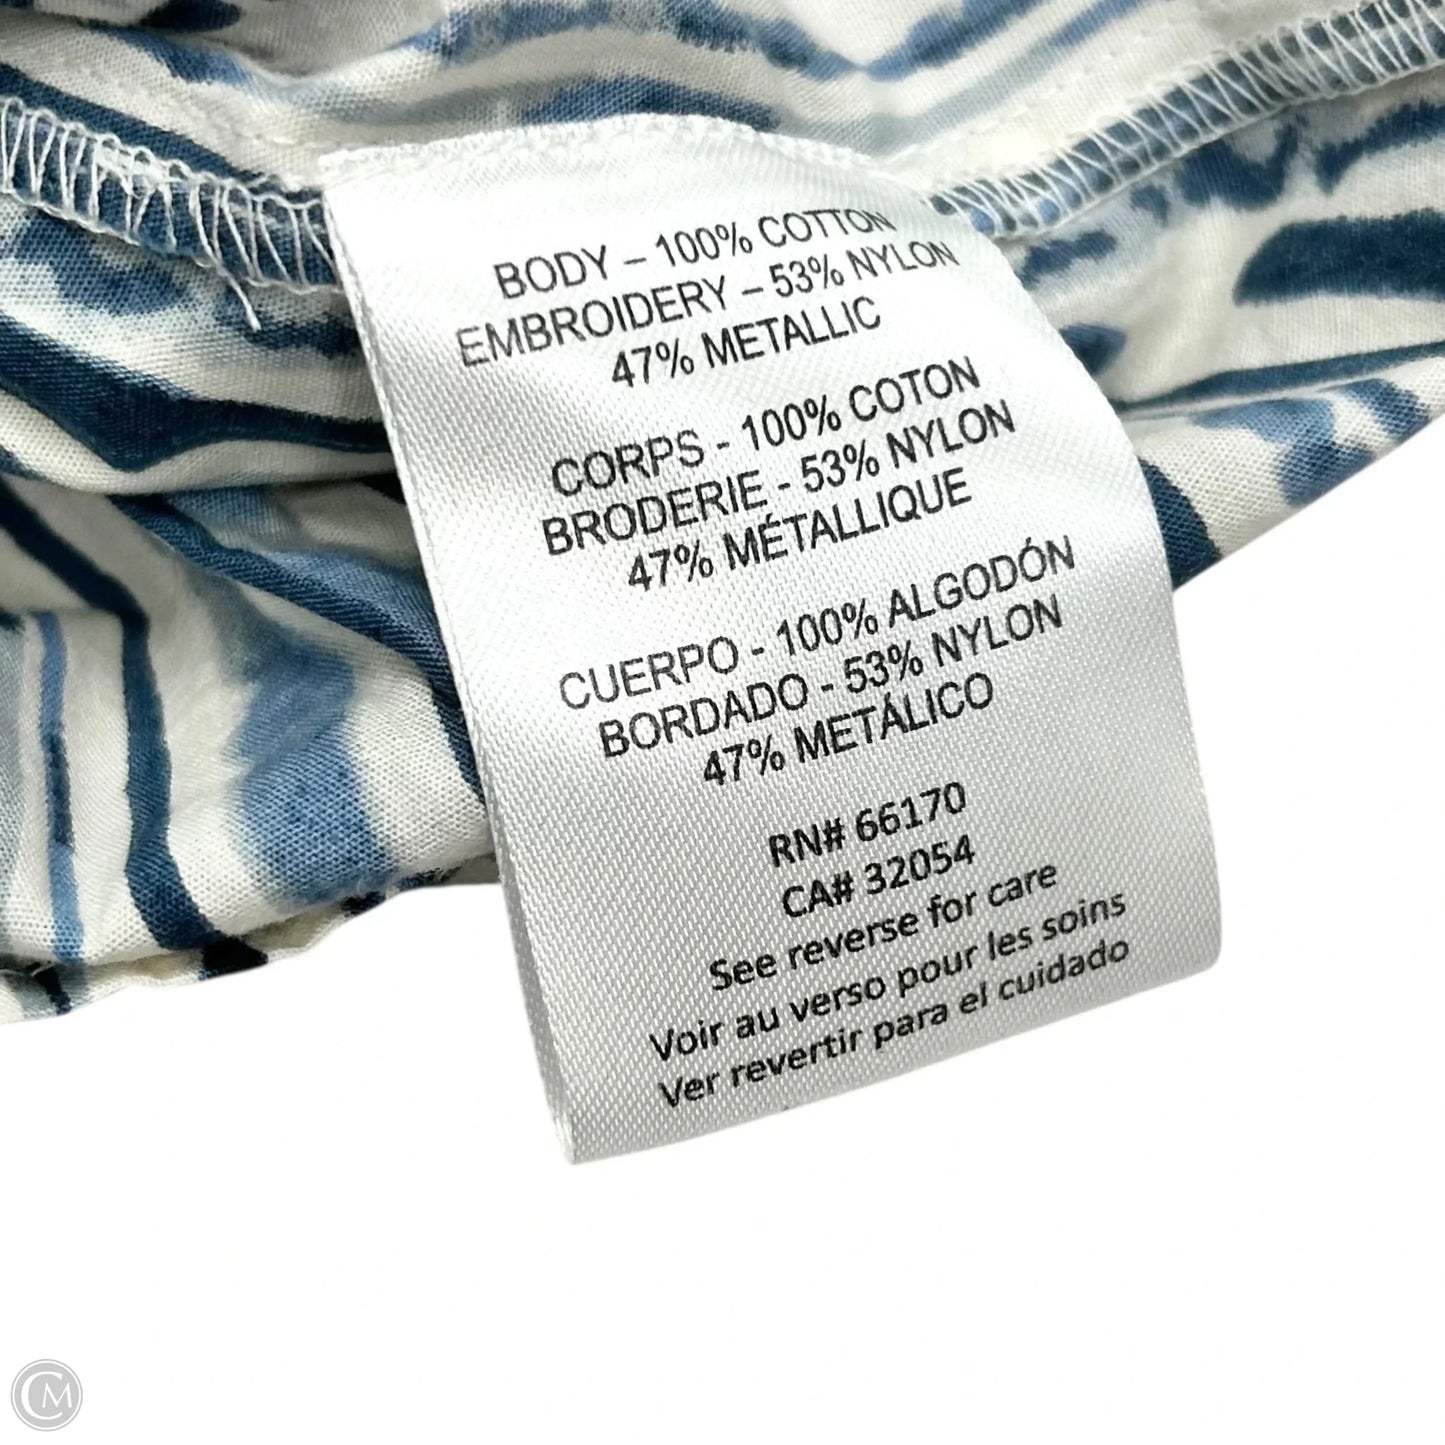 BODY – 100% COTTON
EMBROIDERY – 53% NYLON
47% METALLIC
CORPS - 100% COTON
BRODERIE - 53% NYLON
47% MÉTALLIQUE
CUERPO - 100% ALGODÓN
BORDADO - 53% NYLON
47% METÁLICO
RN# 66170
CA# 32054
See reverse for care
Voir au verso pour les soins
Ver revertir para el cuidado
CM